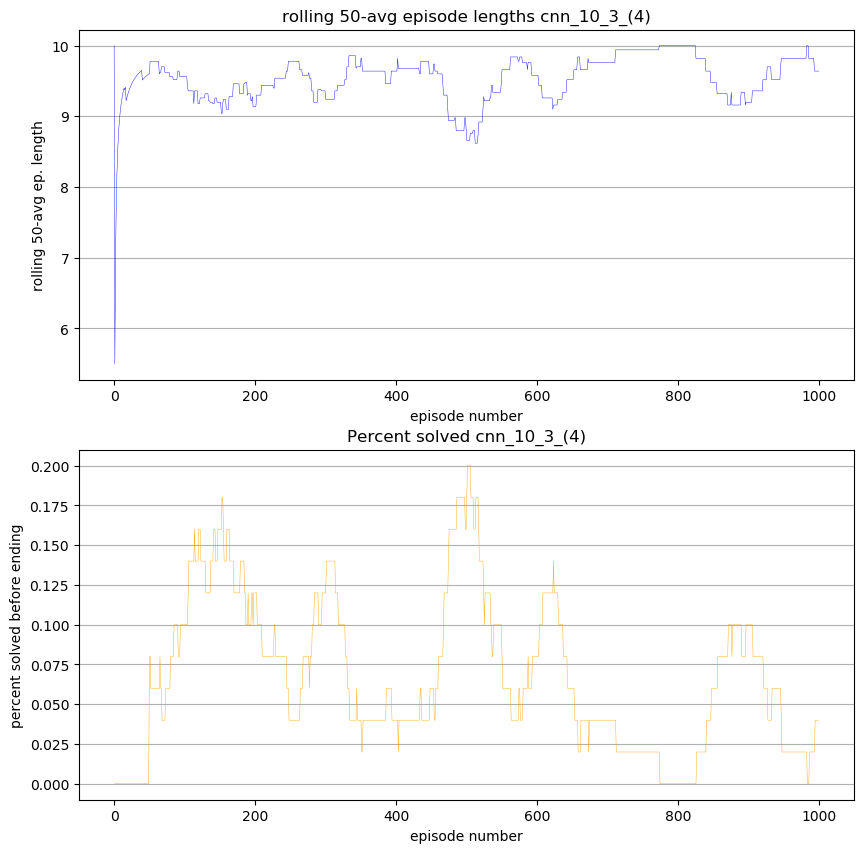 rolling 50-avg episode lengths cnn_10_3_(4)
10
9
8
7
6
rolling 50-avg ep. length
0 200 400 600 800 1000
episode number
Percent solved cnn_10_3_(4)
0.200
0.175
0.150
0.125
0.100
0.075
0.050
0.025
0.000
percent solved before ending
0 200 400 600 800 1000
episode number